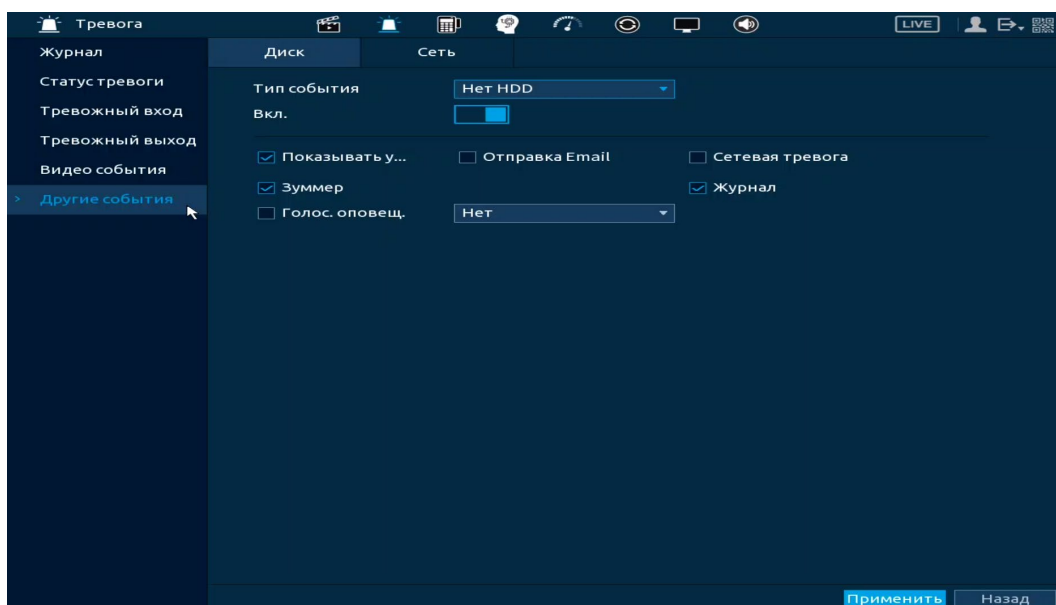 Тревога LIVE
Журнал
Статус тревоги
Тревожный вход
Тревожный выход
Видео события
> Другие события
Диск Сеть
Тип события Нет HDD
Вкл.
Показывать у... Отправка Email Сетевая тревога
Зуммер Журнал
Голос. оповещ. Нет
Применить Назад